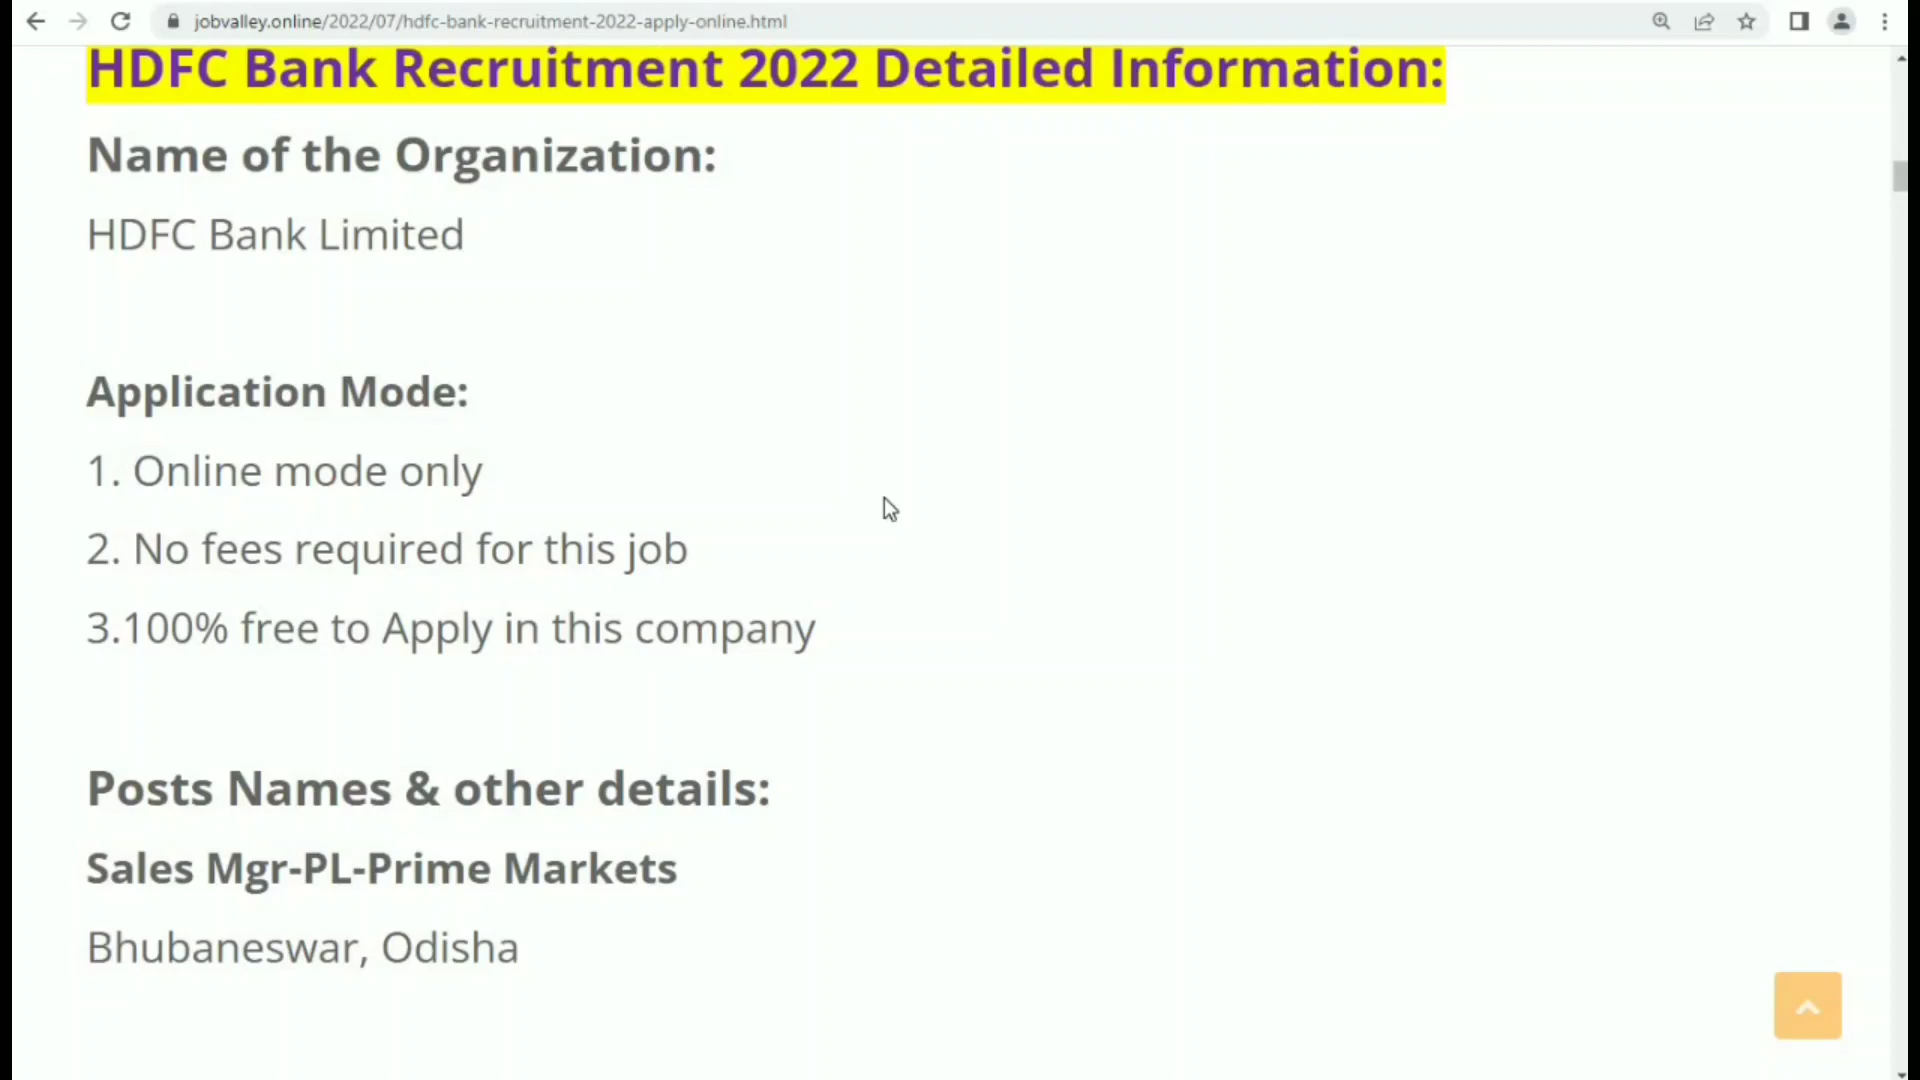 jobvalley.online/2022/07/hdfc-bank-recruitment-2022-apply-online.html
HDFC Bank Recruitment 2022 Detailed Information:
Name of the Organization:
HDFC Bank Limited
Application Mode:
1. Online mode only
2. No fees required for this job
3.100% free to Apply in this company
Posts Names & other details:
Sales Mgr-PL-Prime Markets
Bhubaneswar, Odisha